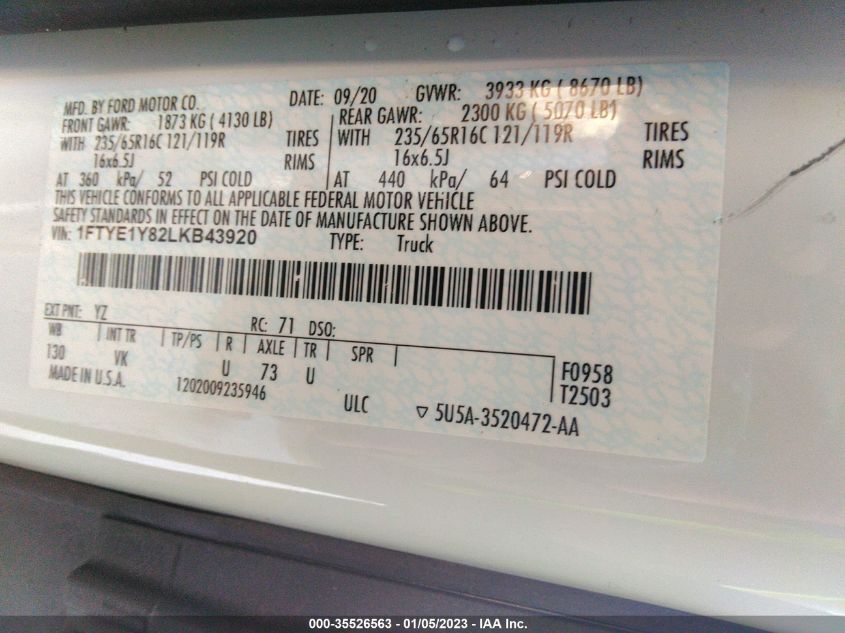 MFD. BY FORD MOTOR CO. DATE: 09/20 GVWR: 3933 KG ( 8670 LB)
FRONT GAWR: 1873 KG ( 4130 LB) REAR GAWR: 2300 KG ( 5070 LB)
WITH 235/65R16C 121/119R TIRES WITH 235/65R16C 121/119R TIRES
16x6.5J RIMS 16x6.5J RIMS
AT 360 kPa/ 52 PSI COLD AT 440 kPa/ 64 PSI COLD
THIS VEHICLE CONFORMS TO ALL APPLICABLE FEDERAL MOTOR VEHICLE
SAFETY STANDARDS IN EFFECT ON THE DATE OF MANUFACTURE SHOWN ABOVE.
VIN: 1FTYE1Y82LKB43920 TYPE: Truck
EXT PNT: YZ RC: 71 DSO:
WB INT TR TP/PS R AXLE TR SPR
130 VK U 73 U F0958
MADE IN U.S.A. 1202009235946 T2503
ULC ▽ 5U5A-3520472-AA
000-35526563 - 01/05/2023 - IAA Inc.